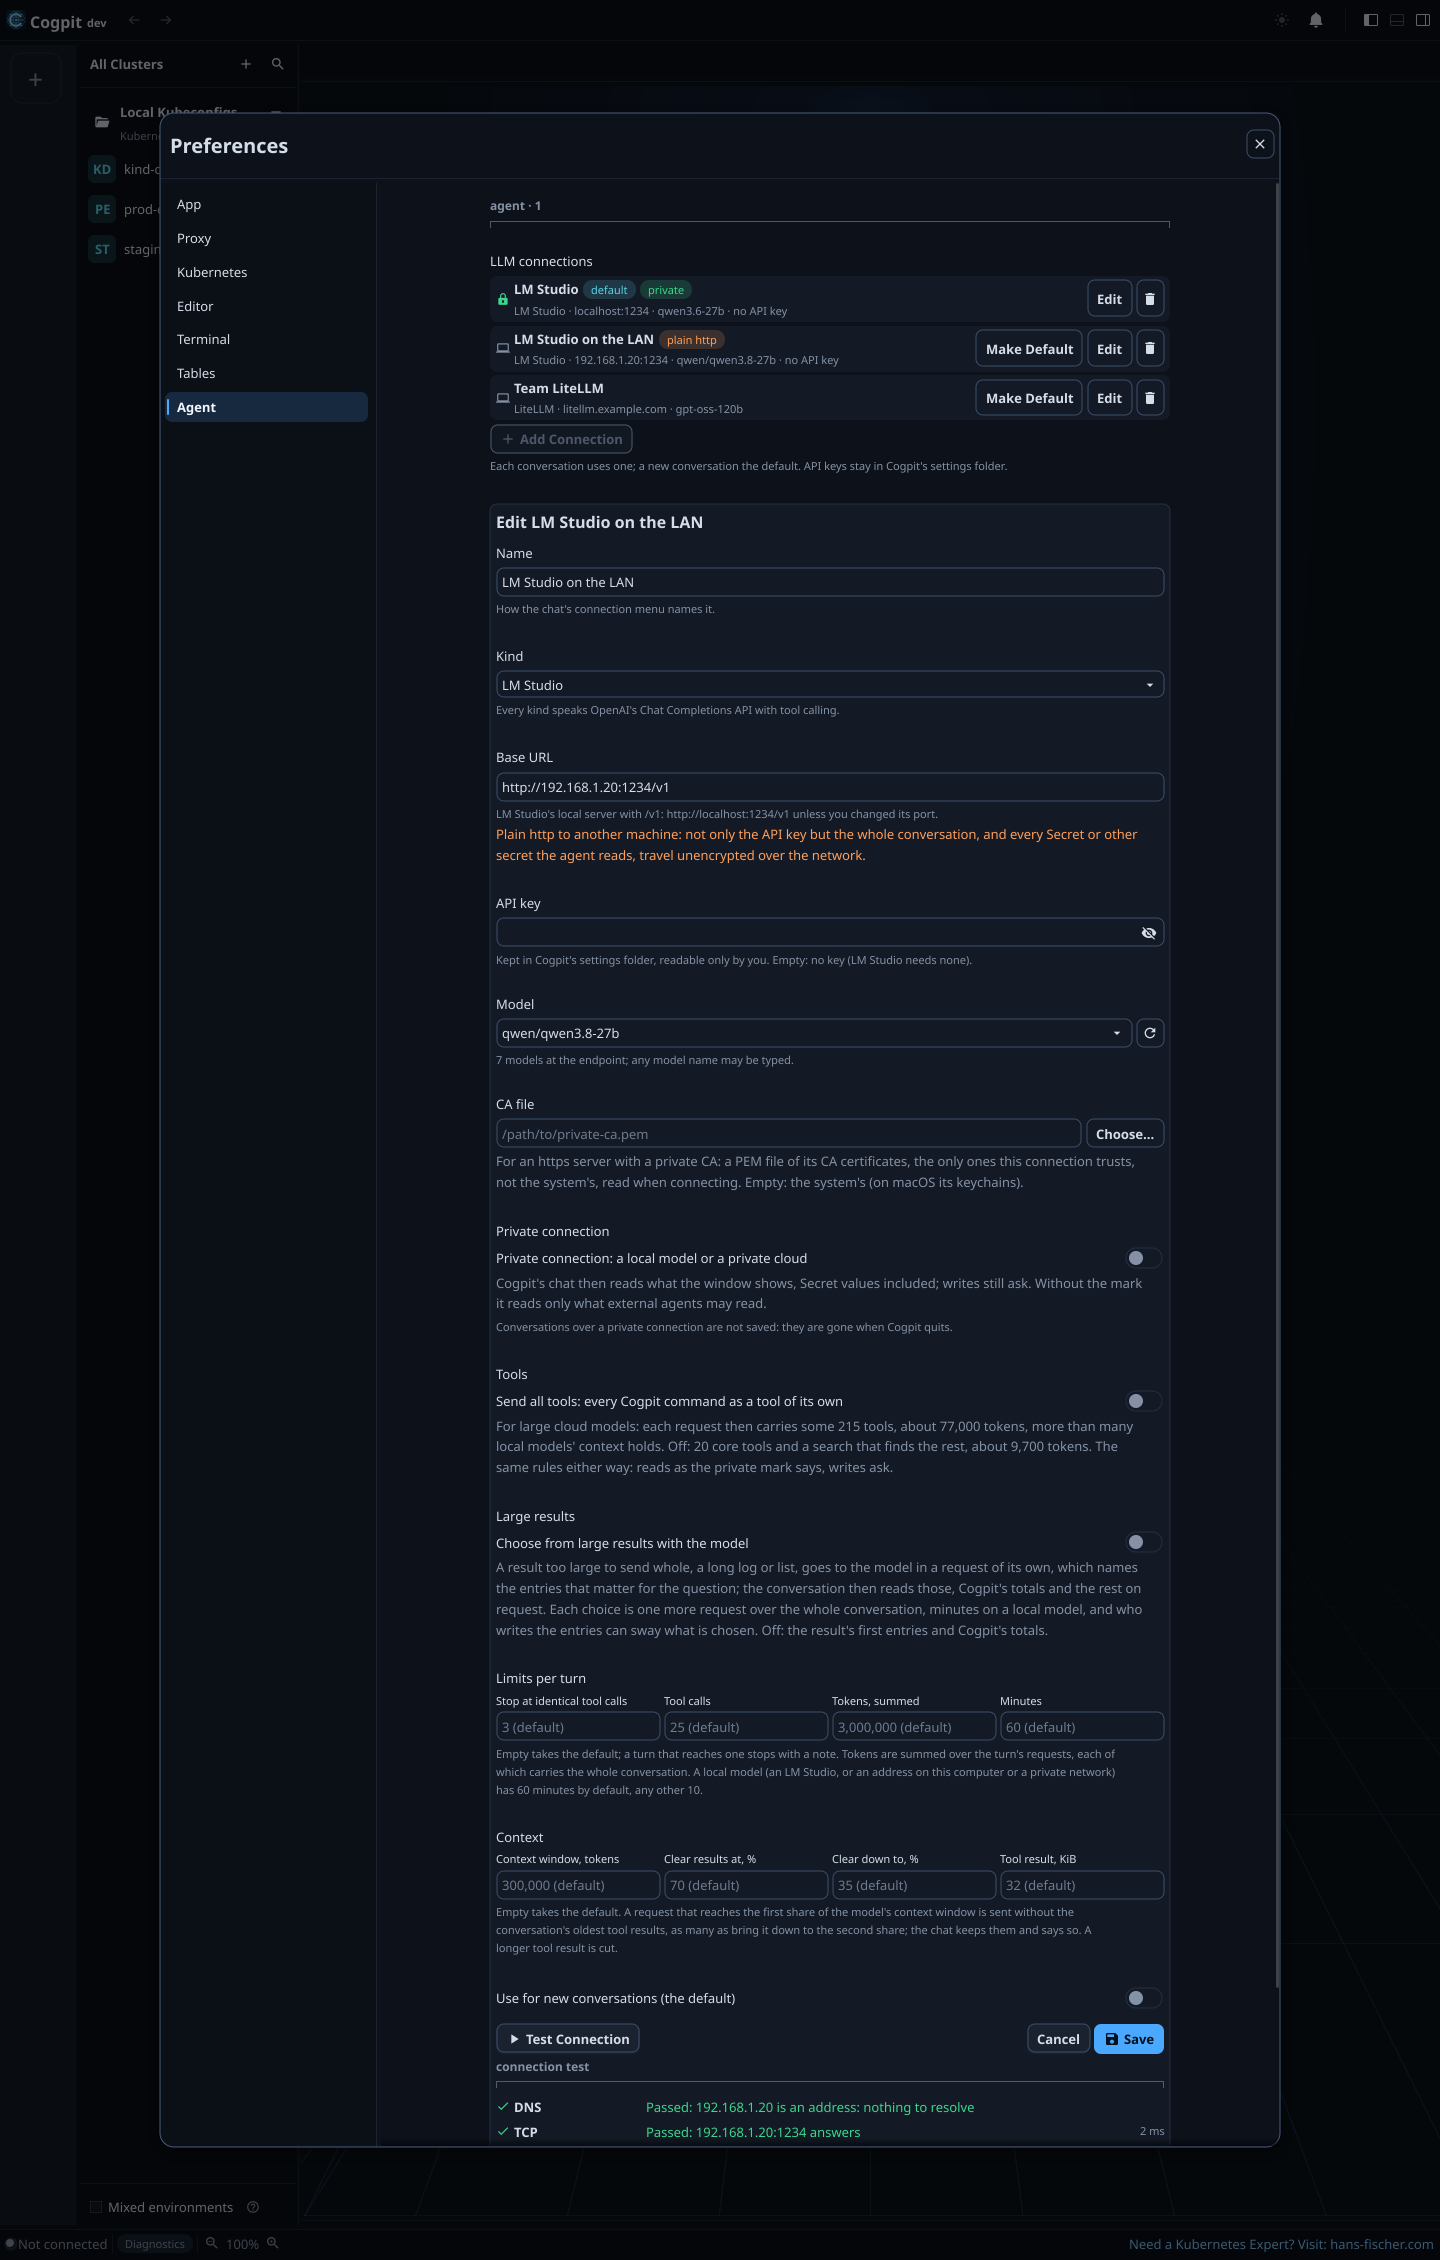 Cogpit dev
All Clusters
Local Kubeconfigs
KD kind-
PE prod-
ST stagin
Preferences
App
Proxy
Kubernetes
Editor
Terminal
Tables
Agent
agent · 1
LLM connections
LM Studio default private
LM Studio · localhost:1234 · qwen3.6-27b · no API key
Edit
LM Studio on the LAN plain http
LM Studio · 192.168.1.20:1234 · qwen/qwen3.8-27b · no API key
Make Default Edit
Team LiteLLM
LiteLLM · litellm.example.com · gpt-oss-120b
Make Default Edit
Add Connection
Each conversation uses one; a new conversation the default. API keys stay in Cogpit's settings folder.
Edit LM Studio on the LAN
Name
LM Studio on the LAN
How the chat's connection menu names it.
Kind
LM Studio
Every kind speaks OpenAI's Chat Completions API with tool calling.
Base URL
http://192.168.1.20:1234/v1
LM Studio's local server with /v1: http://localhost:1234/v1 unless you changed its port.
Plain http to another machine: not only the API key but the whole conversation, and every Secret or other
secret the agent reads, travel unencrypted over the network.
API key
Kept in Cogpit's settings folder, readable only by you. Empty: no key (LM Studio needs none).
Model
qwen/qwen3.8-27b
7 models at the endpoint; any model name may be typed.
CA file
/path/to/private-ca.pem
Choose...
For an https server with a private CA: a PEM file of its CA certificates, the only ones this connection trusts,
not the system's, read when connecting. Empty: the system's (on macOS its keychains).
Private connection
Private connection: a local model or a private cloud
Cogpit's chat then reads what the window shows, Secret values included; writes still ask. Without the mark
it reads only what external agents may read.
Conversations over a private connection are not saved: they are gone when Cogpit quits.
Tools
Send all tools: every Cogpit command as a tool of its own
For large cloud models: each request then carries some 215 tools, about 77,000 tokens, more than many
local models' context holds. Off: 20 core tools and a search that finds the rest, about 9,700 tokens. The
same rules either way: reads as the private mark says, writes ask.
Large results
Choose from large results with the model
A result too large to send whole, a long log or list, goes to the model in a request of its own, which names
the entries that matter for the question; the conversation then reads those, Cogpit's totals and the rest on
request. Each choice is one more request over the whole conversation, minutes on a local model, and who
writes the entries can sway what is chosen. Off: the result's first entries and Cogpit's totals.
Limits per turn
Stop at identical tool calls Tool calls Tokens, summed Minutes
3 (default) 25 (default) 3,000,000 (default) 60 (default)
Empty takes the default; a turn that reaches one stops with a note. Tokens are summed over the turn's requests, each of
which carries the whole conversation. A local model (an LM Studio, or an address on this computer or a private network)
has 60 minutes by default, any other 10.
Context
Context window, tokens Clear results at, % Clear down to, % Tool result, KiB
300,000 (default) 70 (default) 35 (default) 32 (default)
Empty takes the default. A request that reaches the first share of the model's context window is sent without the
conversation's oldest tool results, as many as bring it down to the second share; the chat keeps them and says so. A
longer tool result is cut.
Use for new conversations (the default)
Test Connection Cancel Save
connection test
DNS Passed: 192.168.1.20 is an address: nothing to resolve
TCP Passed: 192.168.1.20:1234 answers 2 ms
Mixed environments
Not connected Diagnostics 100% Need a Kubernetes Expert? Visit: hans-fischer.com